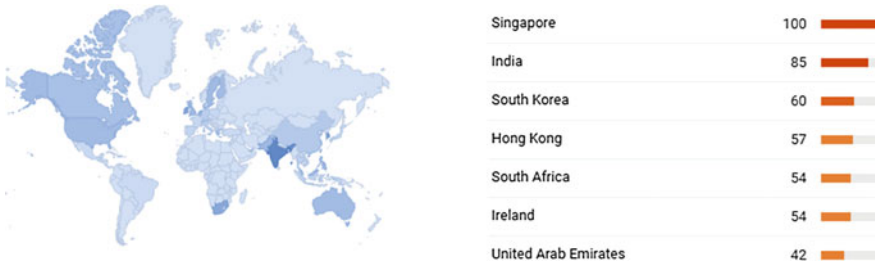 Singapore 100
India 85
South Korea 60
Hong Kong 57
South Africa 54
Ireland 54
United Arab Emirates 42